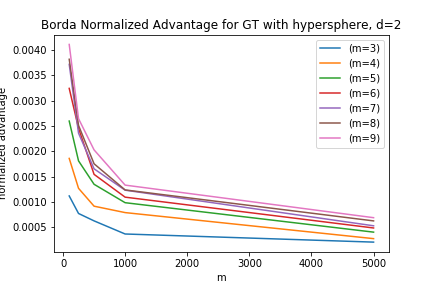 Borda Normalized Advantage for GT with hypersphere, d=2
normalized advantage
0.0040
0.0035
0.0030
0.0025
0.0020
0.0015
0.0010
0.0005
(m=3)
(m=4)
(m=5)
(m=6)
(m=7)
(m=8)
(m=9)
0 1000 2000 3000 4000 5000
m